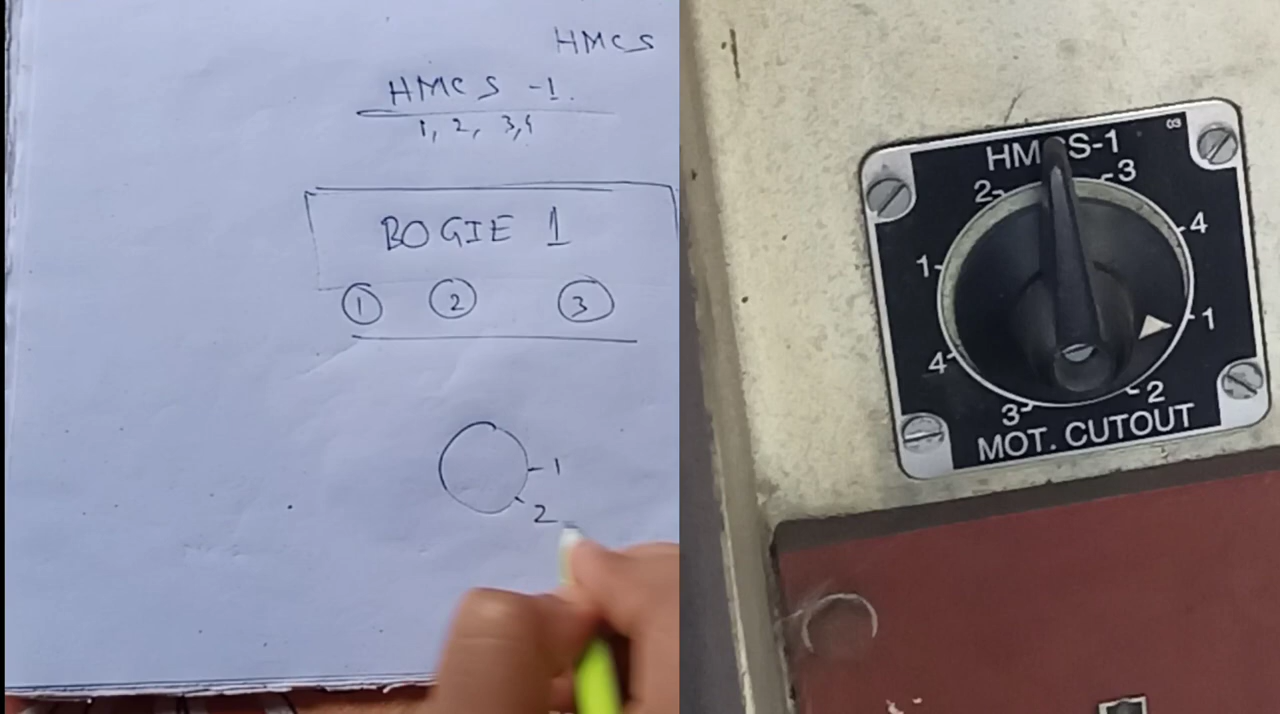 HMCS
HMCS -1.
1, 2, 3, 4
BOGIE 1
1 2 3
1
2
03
HMCS-1
2 3
1 4
4 1
3 2
MOT. CUTOUT